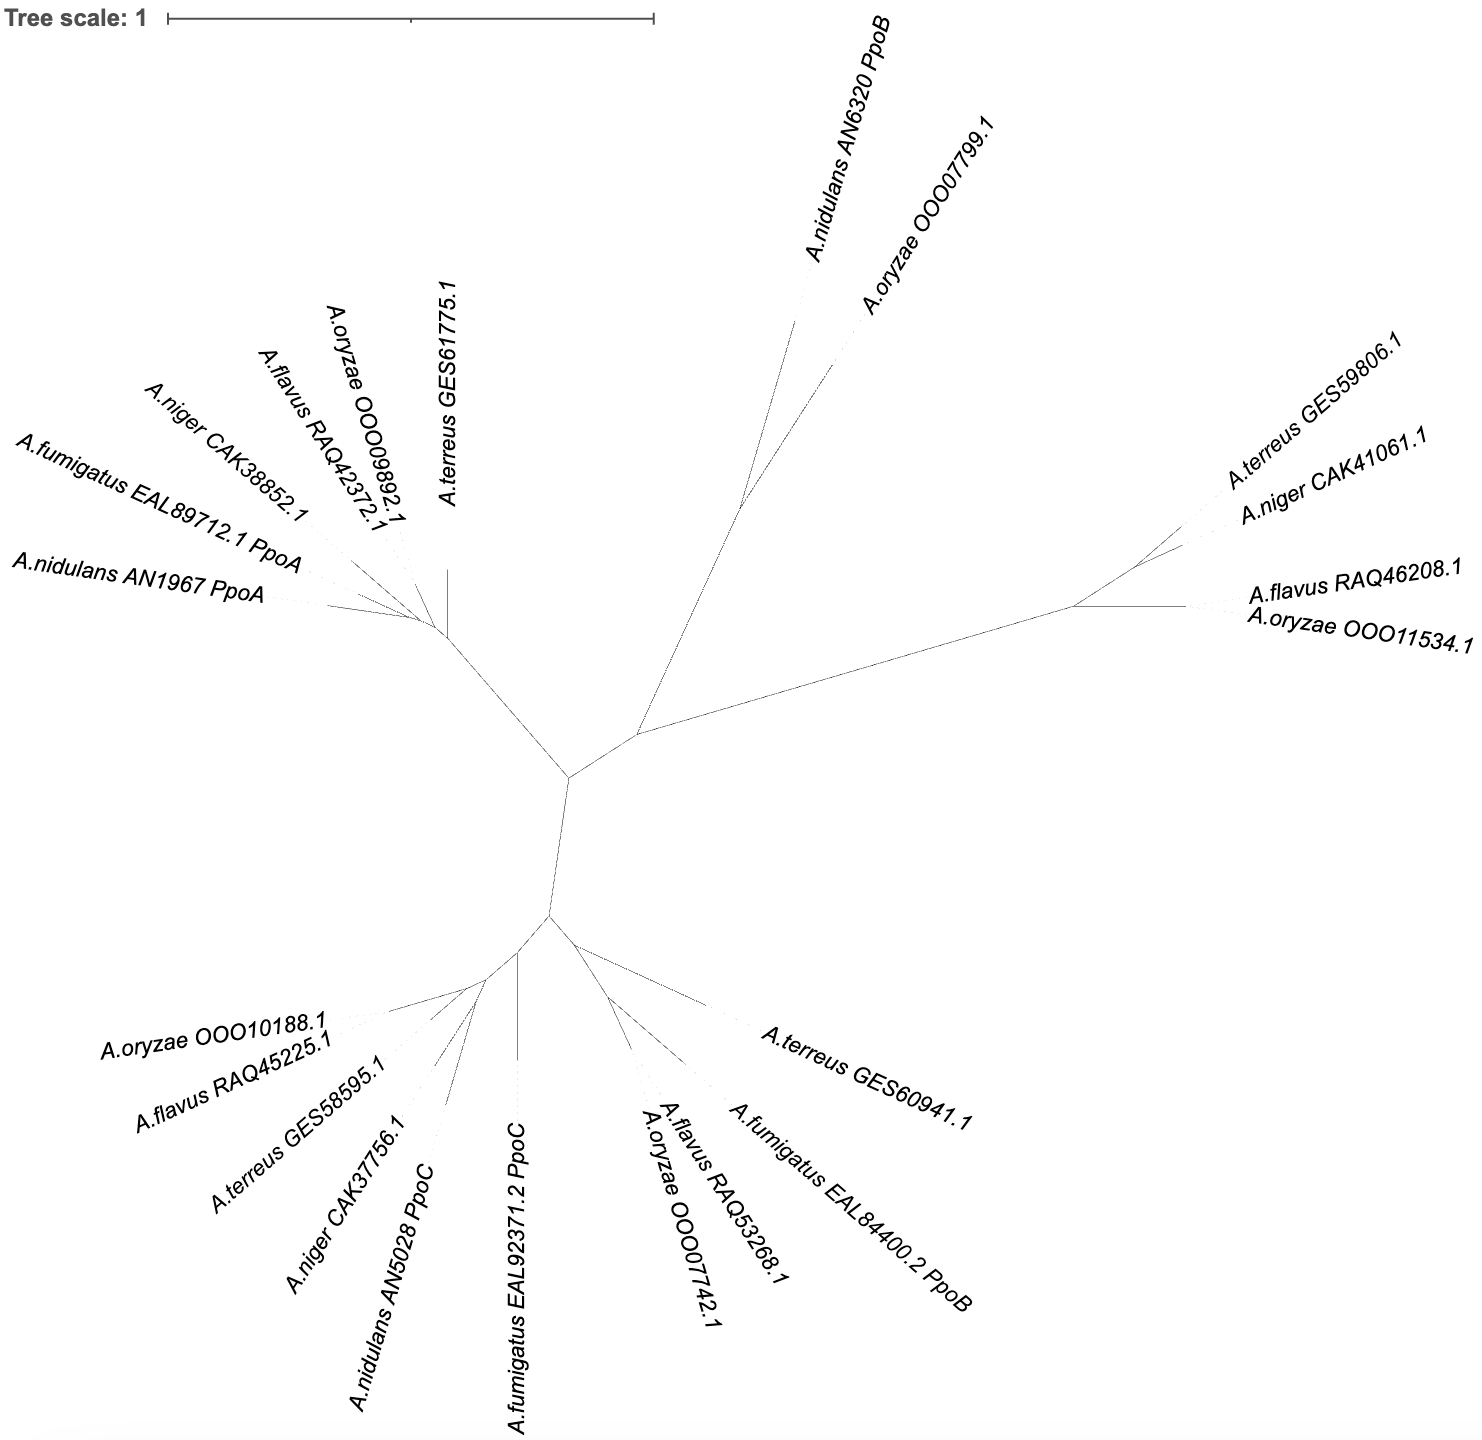 Tree scale: 1
A.nidulans AN6320 PpoB
A.oryzae OOO07799.1
A.terreus GES59806.1
A.niger CAK41061.1
A.flavus RAQ46208.1
A.oryzae OOO11534.1
A.terreus GES61775.1
A.oryzae OOO09892.1
A.flavus RAQ42372.1
A.niger CAK38852.1
A.fumigatus EAL89712.1 PpoA
A.nidulans AN1967 PpoA
A.oryzae OOO10188.1
A.flavus RAQ45225.1
A.terreus GES58595.1
A.niger CAK37756.1
A.nidulans AN5028 PpoC
A.fumigatus EAL92371.2 PpoC
A.oryzae OOO07742.1
A.flavus RAQ53268.1
A.fumigatus EAL84400.2 PpoB
A.terreus GES60941.1